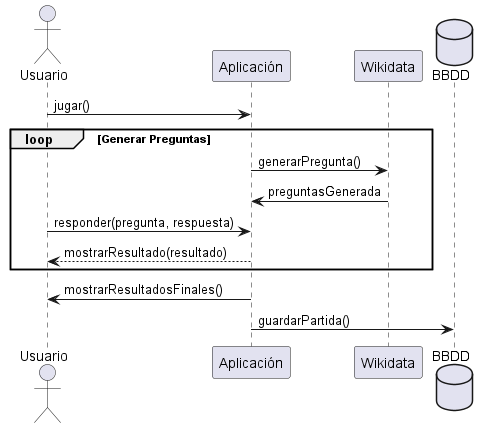 Usuario
Aplicación
Wikidata
BBDD
jugar()
loop [Generar Preguntas]
generarPregunta()
preguntasGenerada
responder(pregunta, respuesta)
mostrarResultado(resultado)
mostrarResultadosFinales()
guardarPartida()
Usuario
Aplicación
Wikidata
BBDD